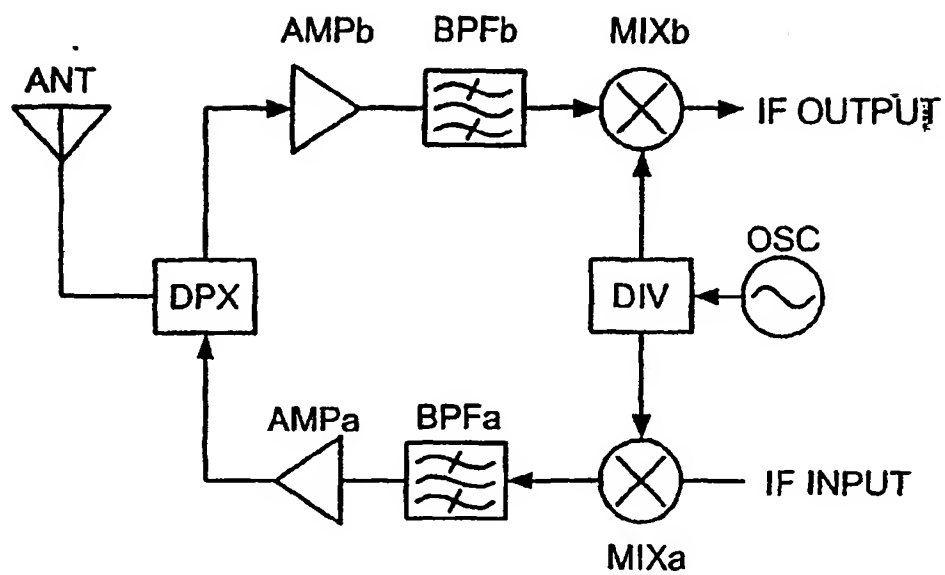 AMPb BPFb MIXb
ANT
IF OUTPUT
OSC
DPX DIV
AMPa BPFa
IF INPUT
MIXa